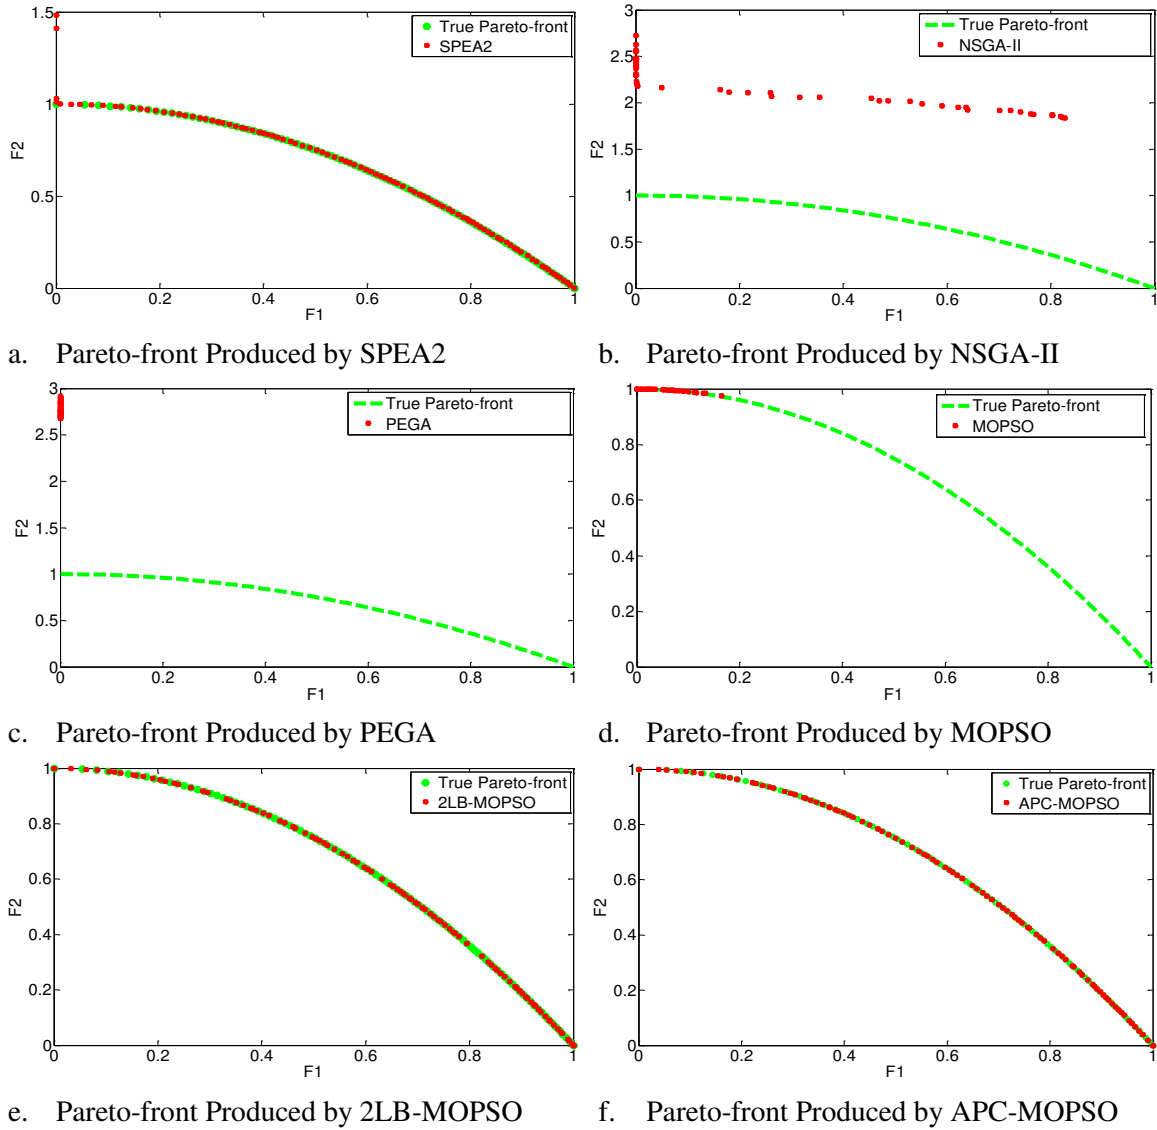 1.5
True Pareto-front
SPEA2
1
F2
0.5
0
0 0.2 0.4 0.6 0.8 1
F1
a. Pareto-front Produced by SPEA2
3
True Pareto-front
NSGA-II
2.5
2
F2
1.5
1
0.5
0
0 0.2 0.4 0.6 0.8 1
F1
b. Pareto-front Produced by NSGA-II
3
True Pareto-front
PEGA
2.5
2
F2
1.5
1
0.5
0
0 0.2 0.4 0.6 0.8 1
F1
c. Pareto-front Produced by PEGA
1
True Pareto-front
MOPSO
0.8
0.6
F2
0.4
0.2
0
0 0.2 0.4 0.6 0.8 1
F1
d. Pareto-front Produced by MOPSO
1
True Pareto-front
2LB-MOPSO
0.8
0.6
F2
0.4
0.2
0
0 0.2 0.4 0.6 0.8 1
F1
e. Pareto-front Produced by 2LB-MOPSO
1
True Pareto-front
APC-MOPSO
0.8
0.6
F2
0.4
0.2
0
0 0.2 0.4 0.6 0.8 1
F1
f. Pareto-front Produced by APC-MOPSO